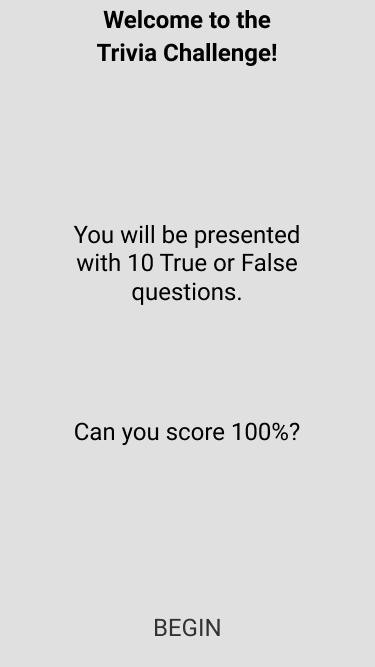 Welcome to the
Trivia Challenge!
You will be presented
with 10 True or False
questions.
Can you score 100%?
BEGIN